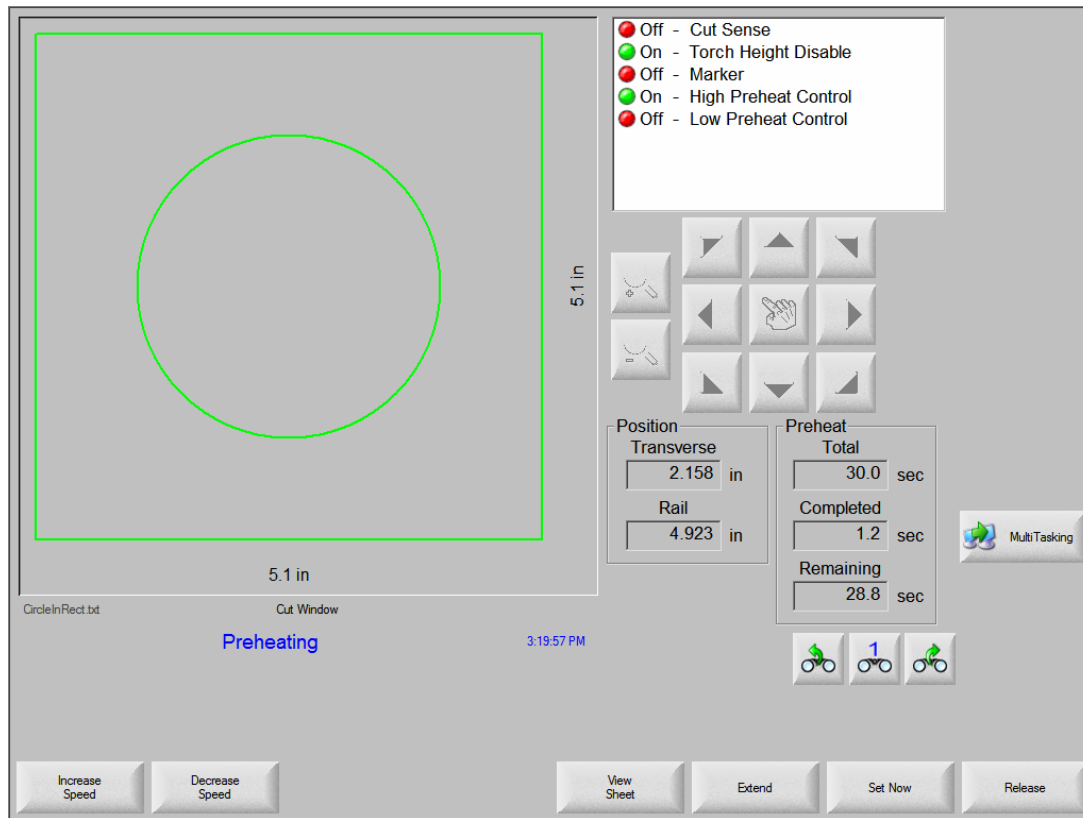 Off - Cut Sense
On - Torch Height Disable
Off - Marker
On - High Preheat Control
Off - Low Preheat Control
5.1 in
5.1 in
CircleInRect.txt
Cut Window
Preheating
3:19:57 PM
Position
Transverse
2.158 in
Rail
4.923 in
Preheat
Total
30.0 sec
Completed
1.2 sec
Remaining
28.8 sec
MultiTasking
1
Increase
Speed
Decrease
Speed
View
Sheet
Extend
Set Now
Release